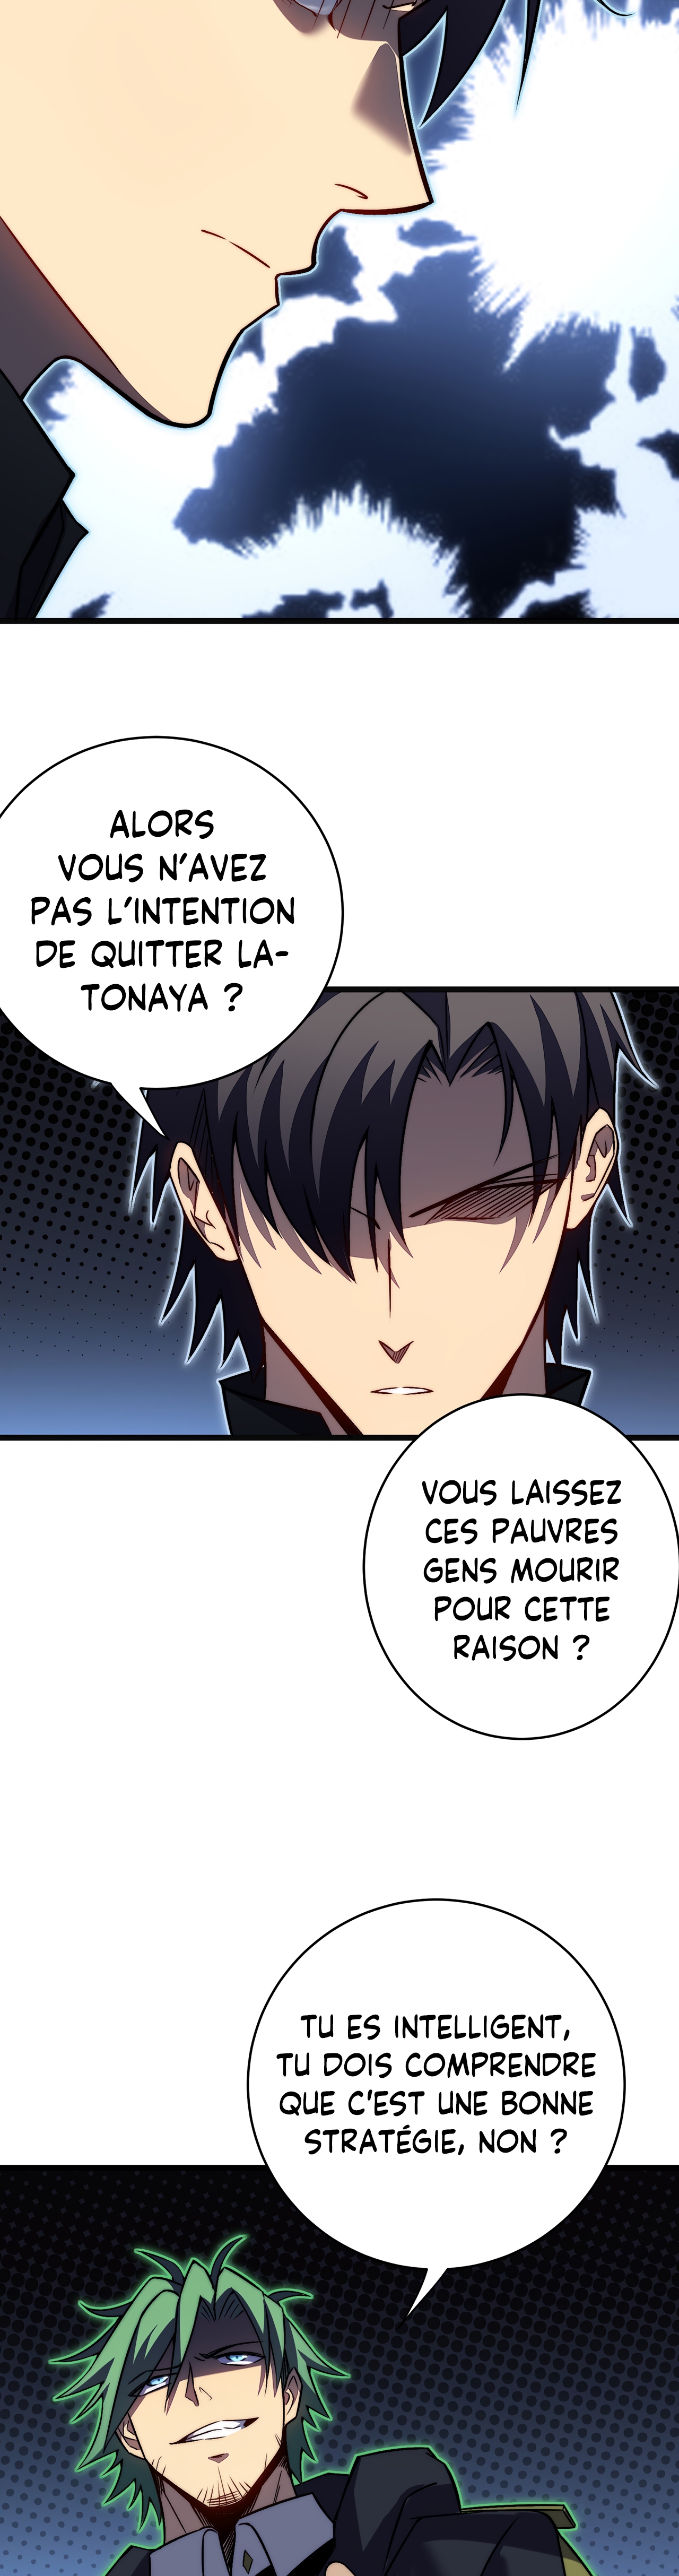 ALORS
VOUS N'AVEZ
PAS L'INTENTION
DE QUITTER LA-
TONAYA ?
VOUS LAISSEZ
CES PAUVRES
GENS MOURIR
POUR CETTE
RAISON ?
TU ES INTELLIGENT,
TU DOIS COMPRENDRE
QUE C'EST UNE BONNE
STRATÉGIE, NON ?